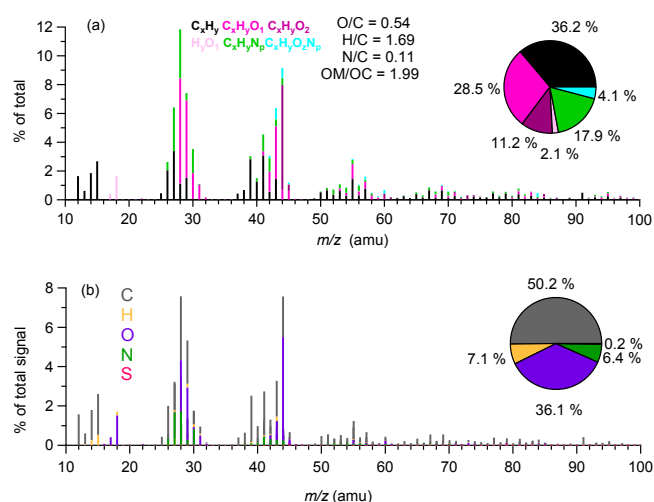 (a)
CxHy CxHyO1 CxHyO2
HyO1 CxHyNp CxHyOzNp
O/C = 0.54
H/C = 1.69
N/C = 0.11
OM/OC = 1.99
36.2 %
28.5 %
4.1 %
11.2 %
17.9 %
2.1 %
% of total
12
10
8
6
4
2
0
10 20 30 40 50 60 70 80 90 100
m/z (amu)
(b)
C
H
O
N
S
50.2 %
0.2 %
7.1 %
6.4 %
36.1 %
% of total signal
8
6
4
2
0
10 20 30 40 50 60 70 80 90 100
m/z (amu)